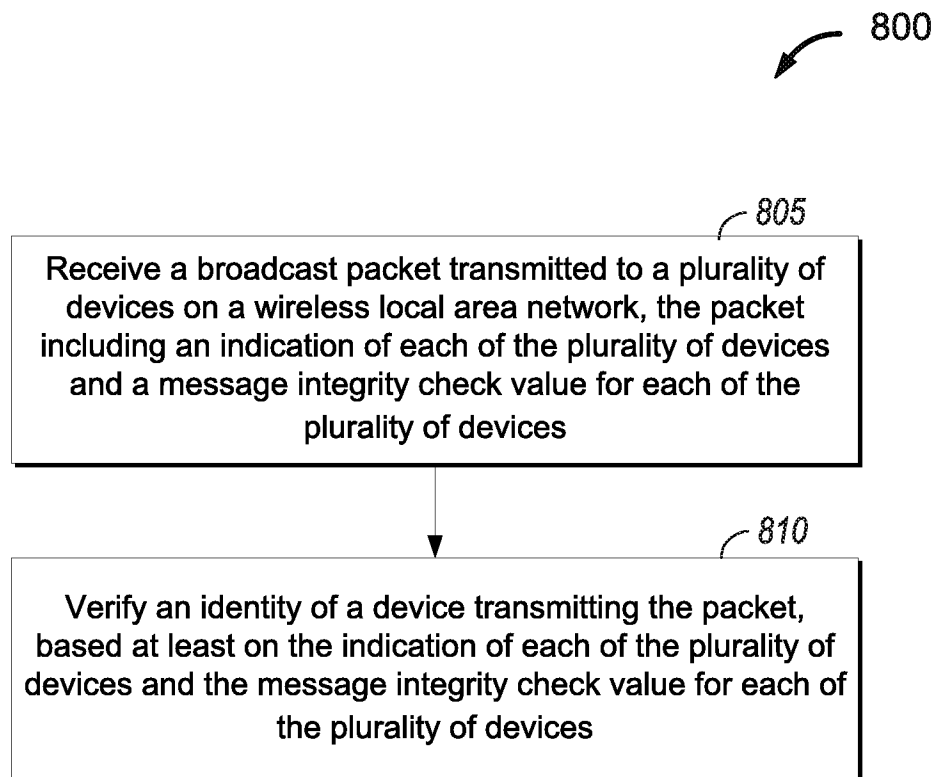 800
805
Receive a broadcast packet transmitted to a plurality of
devices on a wireless local area network, the packet
including an indication of each of the plurality of devices
and a message integrity check value for each of the
plurality of devices
810
Verify an identity of a device transmitting the packet,
based at least on the indication of each of the plurality of
devices and the message integrity check value for each of
the plurality of devices